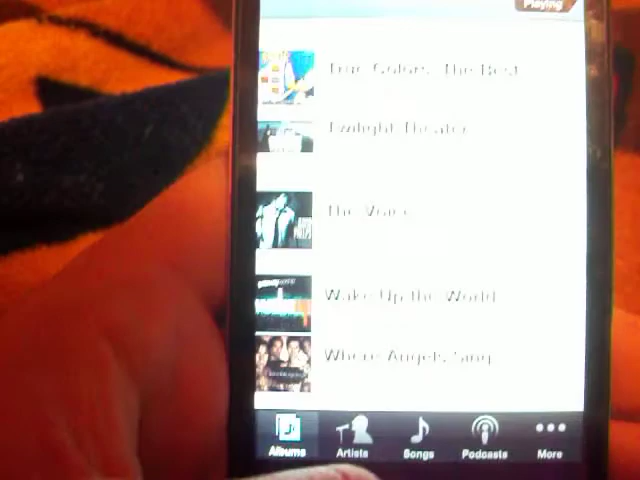 Playing
True Colors: The Best
Twilight Theater
The Voice
Wake Up the World
Where Angels Sing
Albums
Artists
Songs
Podcasts
More